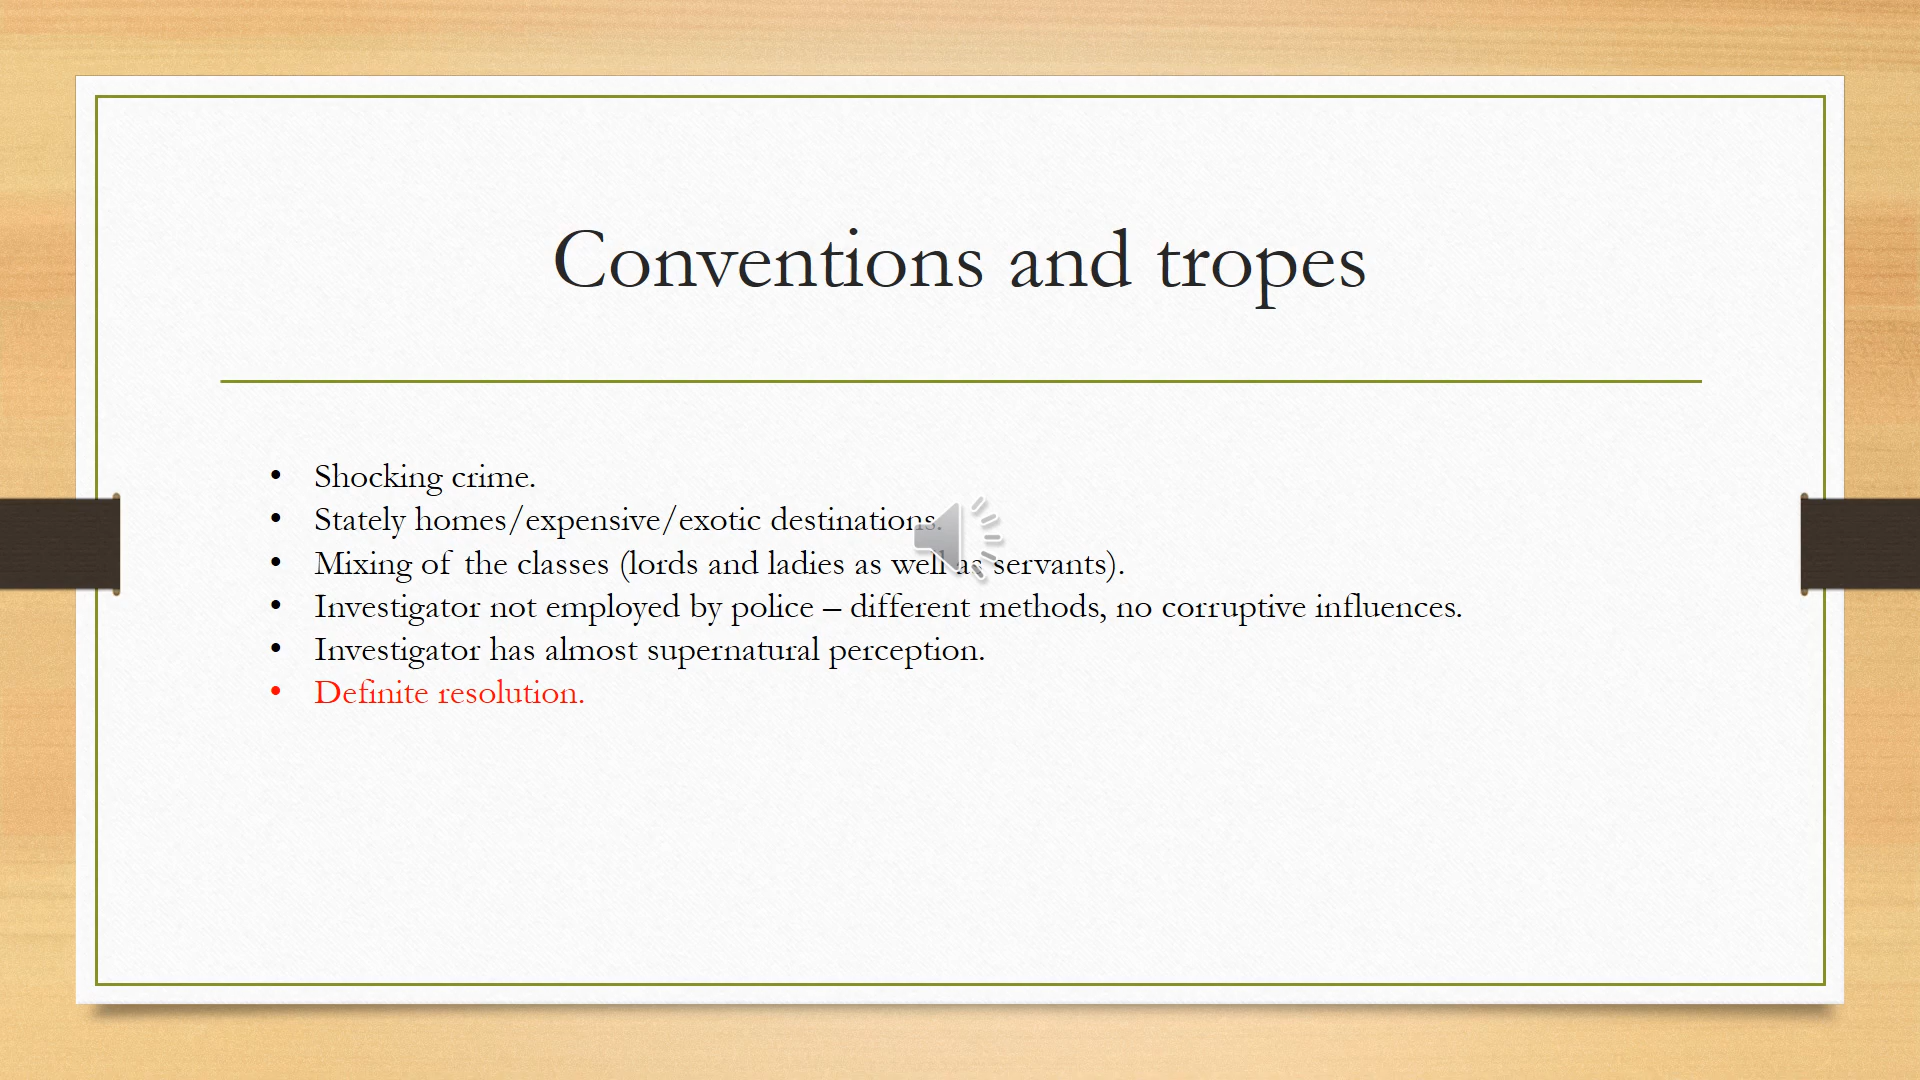 Conventions and tropes
• Shocking crime.
• Stately homes/expensive/exotic destinations.
• Mixing of the classes (lords and ladies as well as servants).
• Investigator not employed by police – different methods, no corruptive influences.
• Investigator has almost supernatural perception.
• Definite resolution.